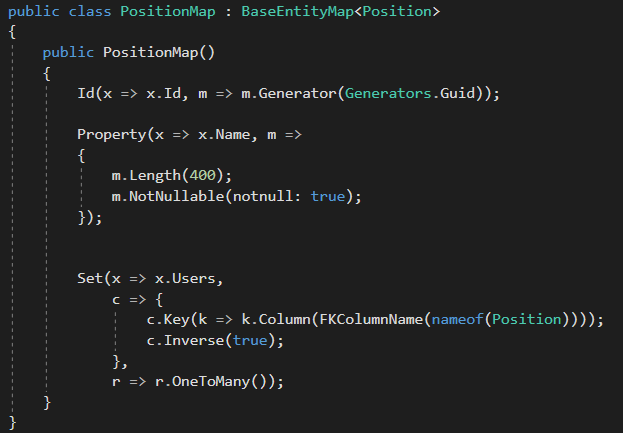 public class PositionMap : BaseEntityMap<Position>
{
    public PositionMap()
    {
        Id(x => x.Id, m => m.Generator(Generators.Guid));

        Property(x => x.Name, m =>
        {
            m.Length(400);
            m.NotNullable(notnull: true);
        });


        Set(x => x.Users,
            c => {
                c.Key(k => k.Column(FKColumnName(nameof(Position))));
                c.Inverse(true);
            },
            r => r.OneToMany());
    }
}